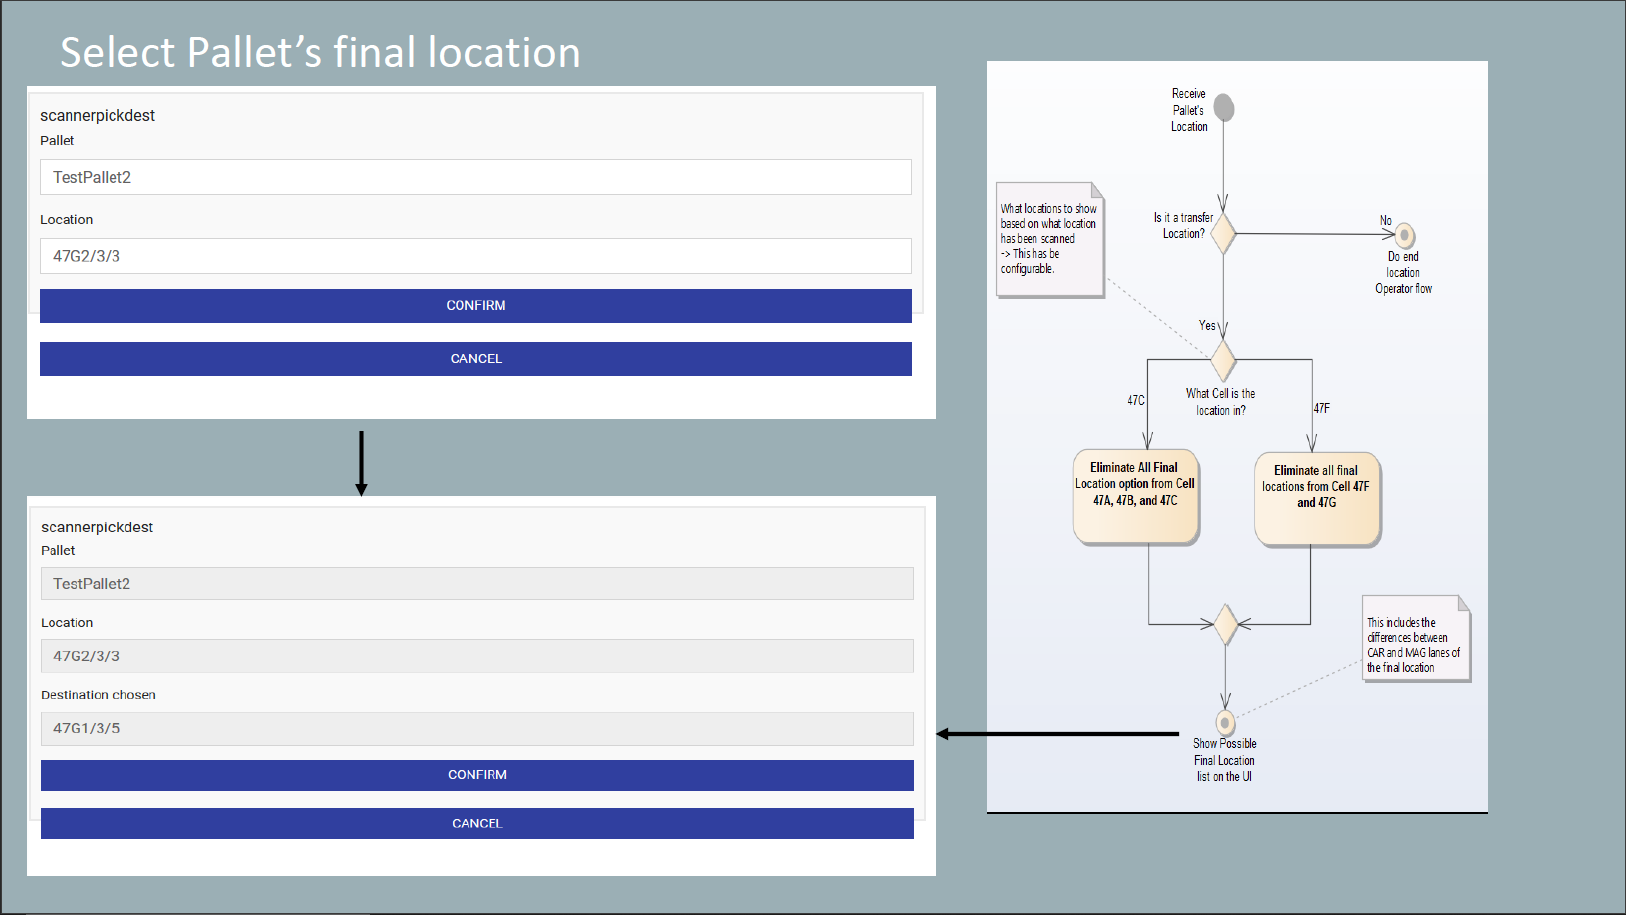 Select Pallet’s final location
scannerpickdest
Pallet
TestPallet2
Location
47G2/3/3
CONFIRM
CANCEL
scannerpickdest
Pallet
TestPallet2
Location
47G2/3/3
Destination chosen
47G1/3/5
CONFIRM
CANCEL
Receive
Pallet's
Location
What locations to show
based on what location
has been scanned
-> This has be
configurable.
Is it a transfer
Location?
No
Do end
location
Operator flow
Yes
What Cell is the
location in?
47C
47F
Eliminate All Final
Location option from Cell
47A, 47B, and 47C
Eliminate all final
locations from Cell 47F
and 47G
This includes the
differences between
CAR and MAG lanes of
the final location
Show Possible
Final Location
list on the UI